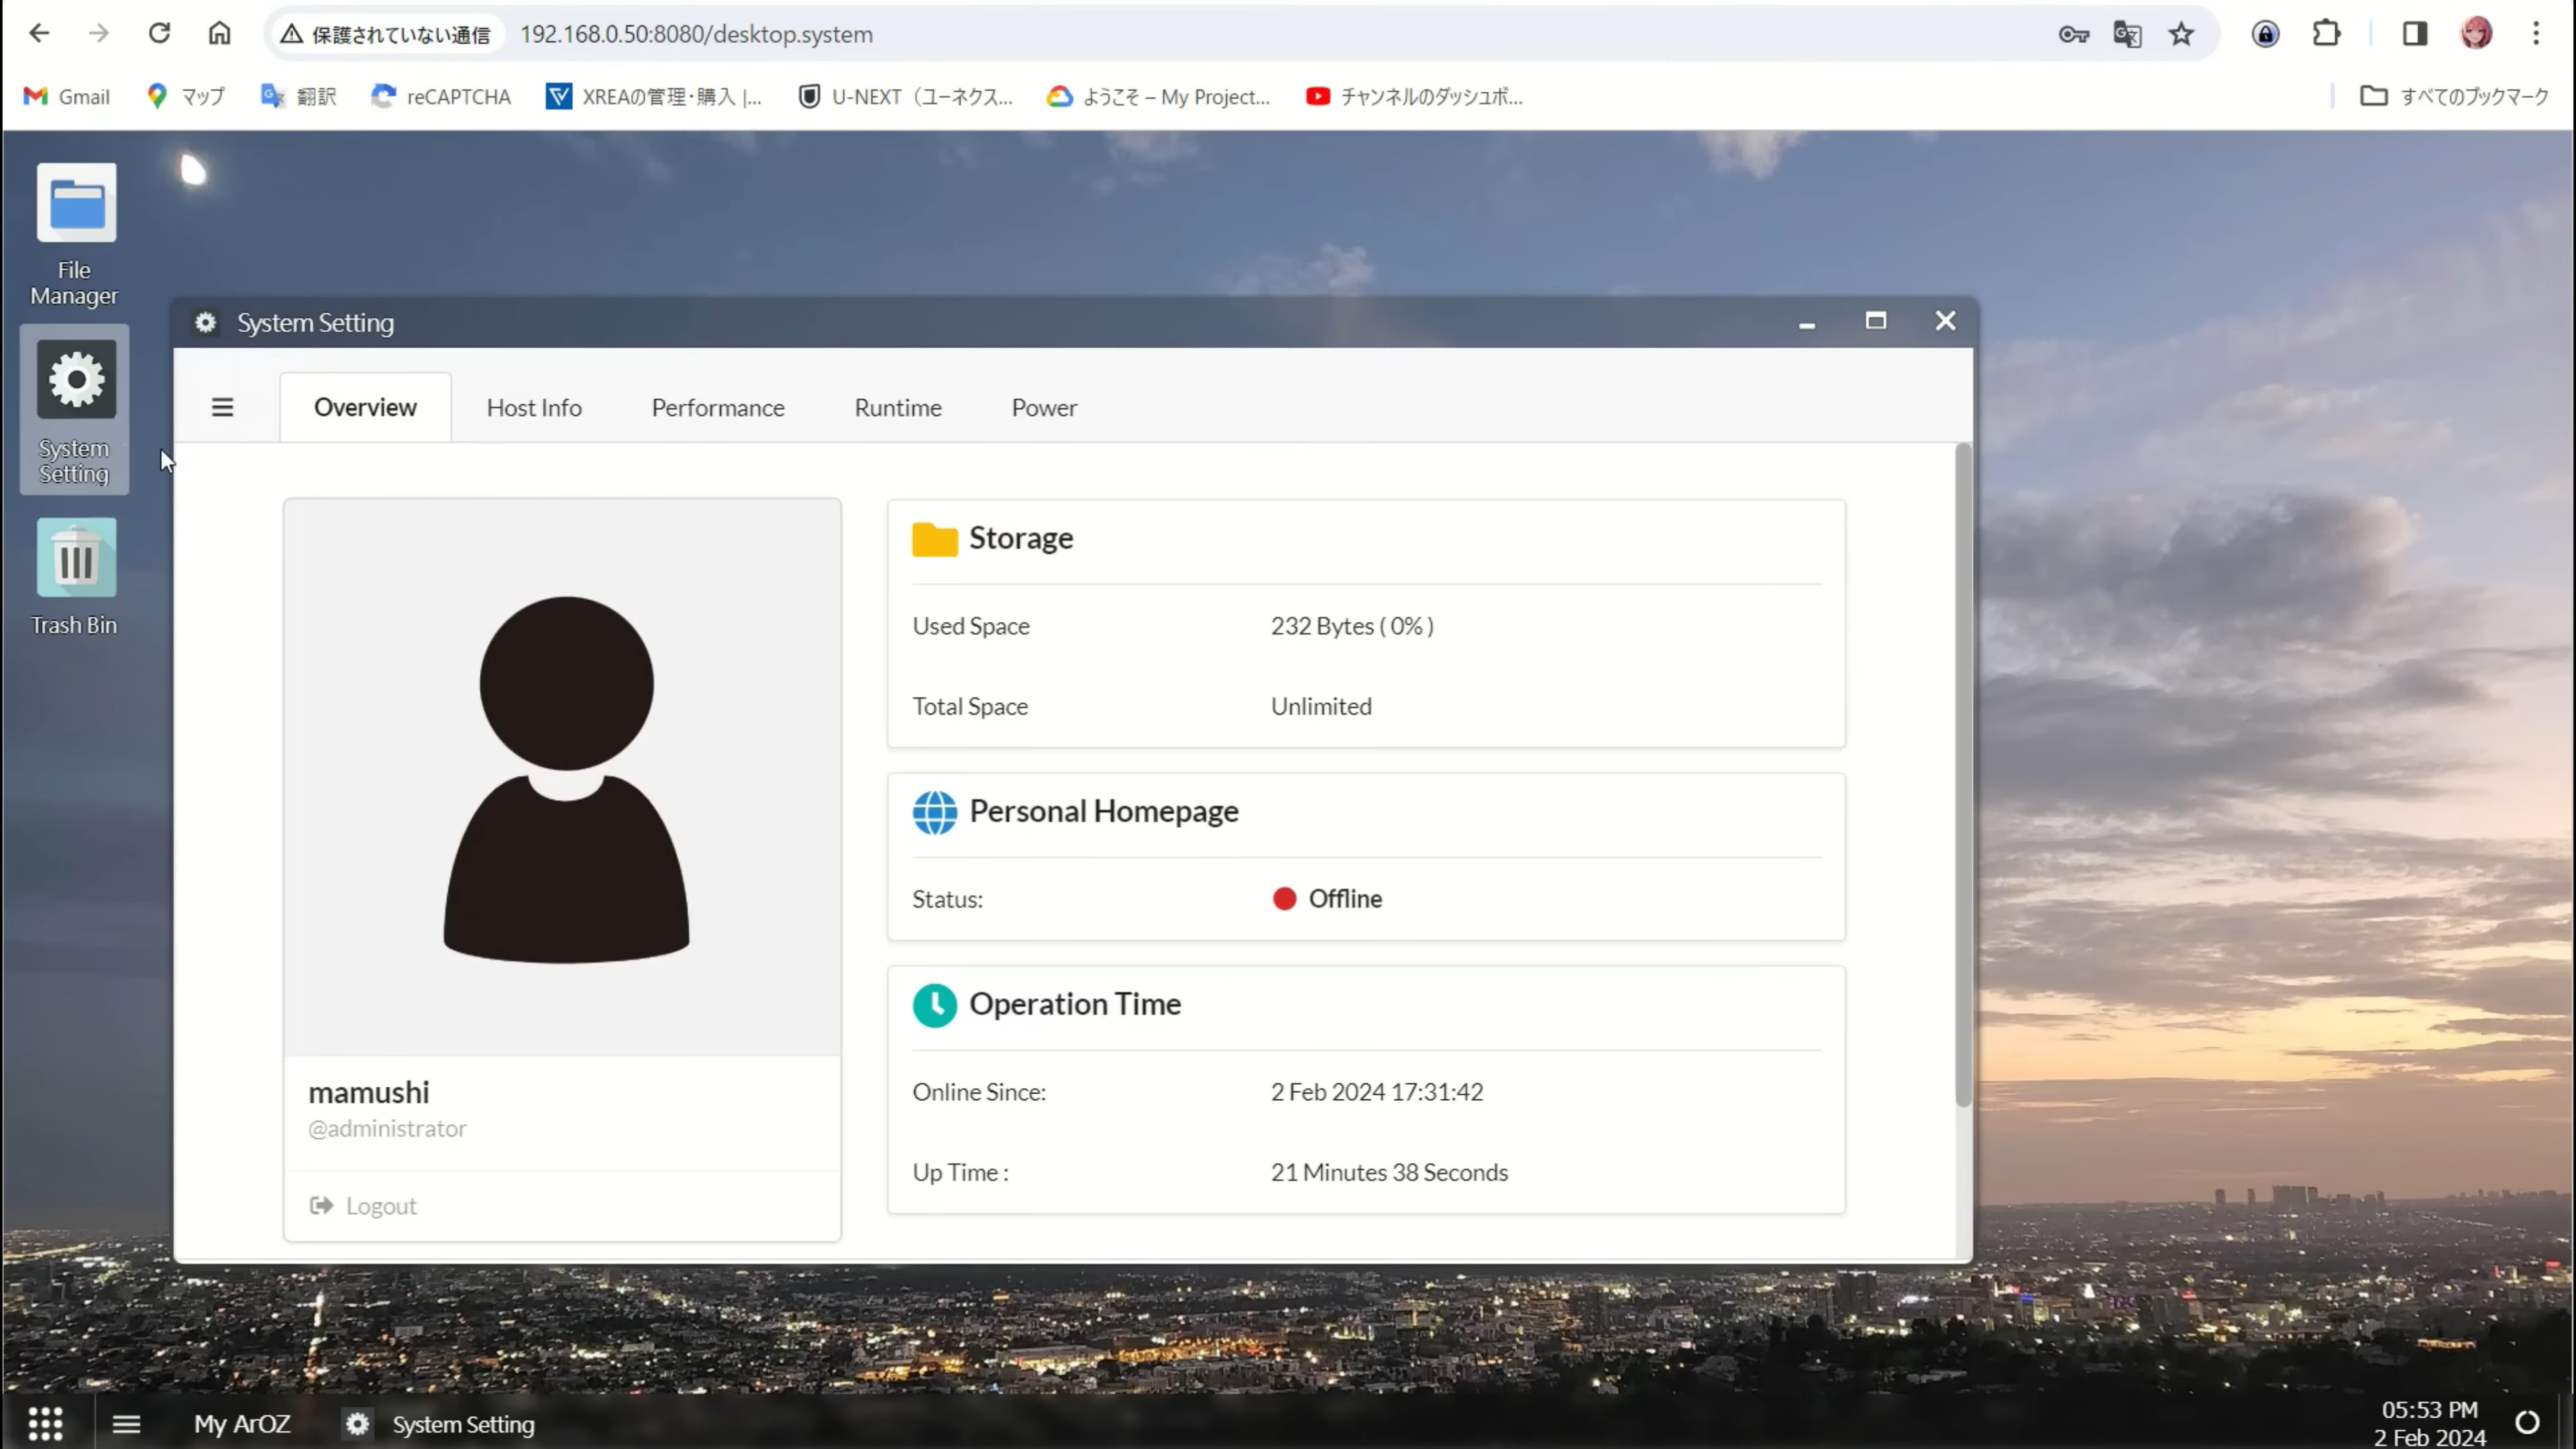 保護されていない通信 192.168.0.50:8080/desktop.system
Gmail マップ 翻訳 reCAPTCHA XREAの管理・購入 |... U-NEXT（ユーネクス... ようこそ – My Project... チャンネルのダッシュボ... すべてのブックマーク
File
Manager
System
Setting
Trash Bin
System Setting
Overview Host Info Performance Runtime Power
mamushi
@administrator
Logout
Storage
Used Space 232 Bytes ( 0% )
Total Space Unlimited
Personal Homepage
Status: Offline
Operation Time
Online Since: 2 Feb 2024 17:31:42
Up Time : 21 Minutes 38 Seconds
My ArOZ System Setting
05:53 PM
2 Feb 2024